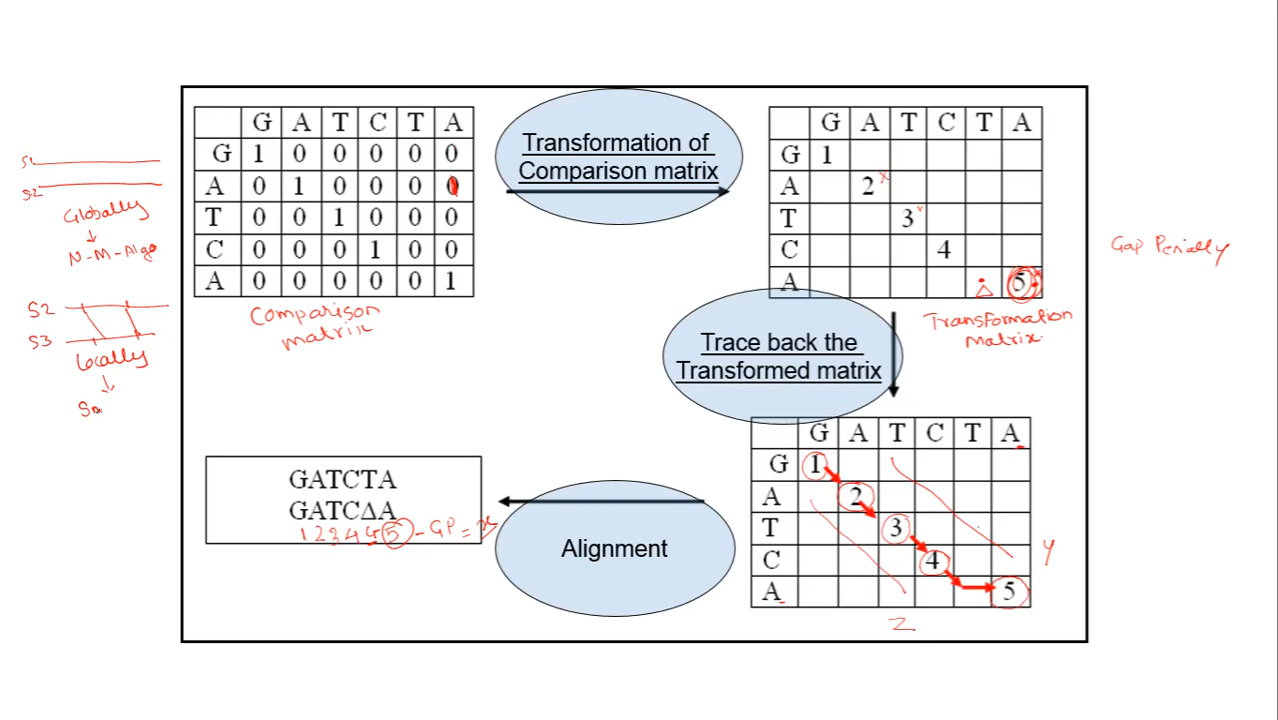 G A T C T A
G 1 0 0 0 0 0
A 0 1 0 0 0
T 0 0 1 0 0 0
C 0 0 0 1 0 0
A 0 0 0 0 0 1
Comparison
matrix
Transformation of
Comparison matrix
G A T C T A
G 1
A 2
T 3
C 4
A Δ 5
Transformation
Matrix
Gap Penally
S1
S2
Globally
N-M-Algo
S2
S3
locally
Trace back the
Transformed matrix
G A T C T A
G 1
A 2
T 3
C 4
A 5
Y
Z
Alignment
GATCTA
GATCΔA
1 2 3 4 4 5 - GP = x